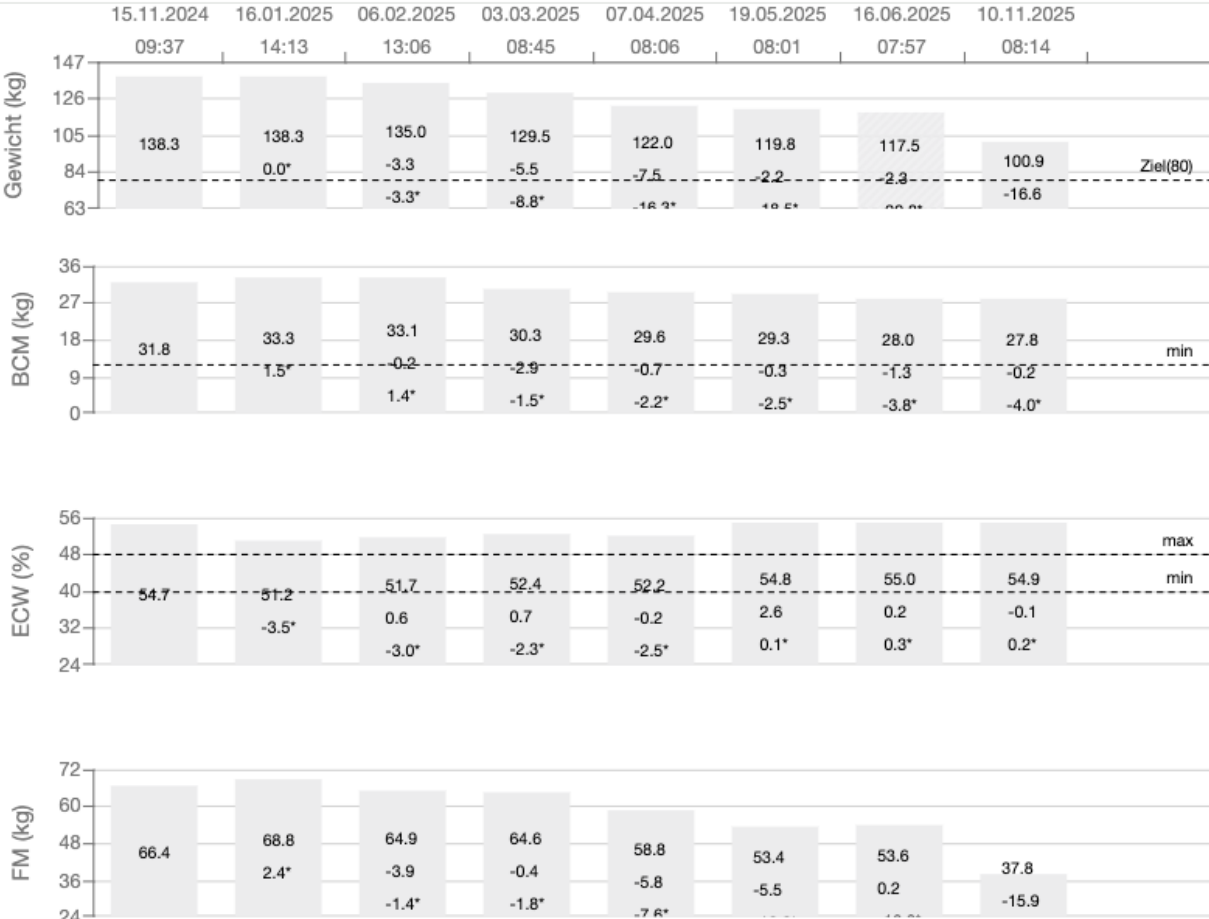 15.11.2024 16.01.2025 06.02.2025 03.03.2025 07.04.2025 19.05.2025 16.06.2025 10.11.2025
09:37 14:13 13:06 08:45 08:06 08:01 07:57 08:14
Gewicht (kg)
147
126
105
84
63
138.3 138.3 135.0 129.5 122.0 119.8 117.5 100.9
0.0* -3.3 -5.5 -7.5 -2.2 -2.3 -16.6
-3.3* -8.8* -16.3* -18.5*
Ziel(80)
BCM (kg)
36
27
18
9
0
31.8 33.3 33.1 30.3 29.6 29.3 28.0 27.8
1.5* -0.2 -2.9 -0.7 -0.3 -1.3 -0.2
1.4* -1.5* -2.2* -2.5* -3.8* -4.0*
min
ECW (%)
56
48
40
32
24
54.7 51.2 51.7 52.4 52.2 54.8 55.0 54.9
-3.5* 0.6 0.7 -0.2 2.6 0.2 -0.1
-3.0* -2.3* -2.5* 0.1* 0.3* 0.2*
max
min
FM (kg)
72
60
48
36
24
66.4 68.8 64.9 64.6 58.8 53.4 53.6 37.8
2.4* -3.9 -0.4 -5.8 -5.5 0.2 -15.9
-1.4* -1.8* -7.6*